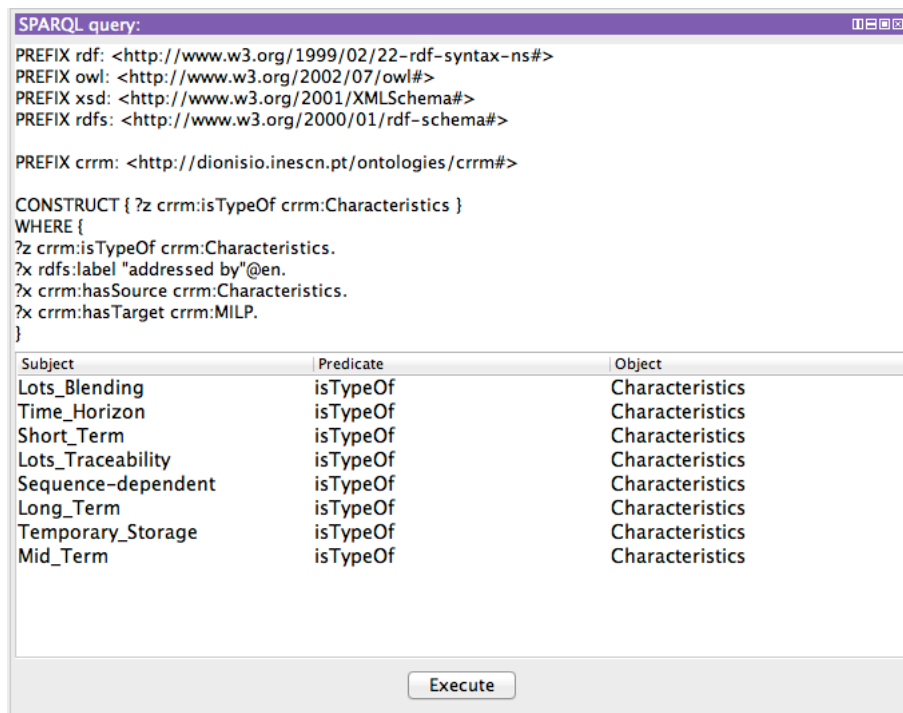 SPARQL query:
PREFIX rdf: <http://www.w3.org/1999/02/22-rdf-syntax-ns#>
PREFIX owl: <http://www.w3.org/2002/07/owl#>
PREFIX xsd: <http://www.w3.org/2001/XMLSchema#>
PREFIX rdfs: <http://www.w3.org/2000/01/rdf-schema#>
PREFIX crrm: <http://dionisio.inescn.pt/ontologies/crrm#>
CONSTRUCT { ?z crrm:isTypeOf crrm:Characteristics }
WHERE {
?z crrm:isTypeOf crrm:Characteristics.
?x rdfs:label "addressed by"@en.
?x crrm:hasSource crrm:Characteristics.
?x crrm:hasTarget crrm:MILP.
}
Subject Predicate Object
Lots_Blending isTypeOf Characteristics
Time_Horizon isTypeOf Characteristics
Short_Term isTypeOf Characteristics
Lots_Traceability isTypeOf Characteristics
Sequence-dependent isTypeOf Characteristics
Long_Term isTypeOf Characteristics
Temporary_Storage isTypeOf Characteristics
Mid_Term isTypeOf Characteristics
Execute